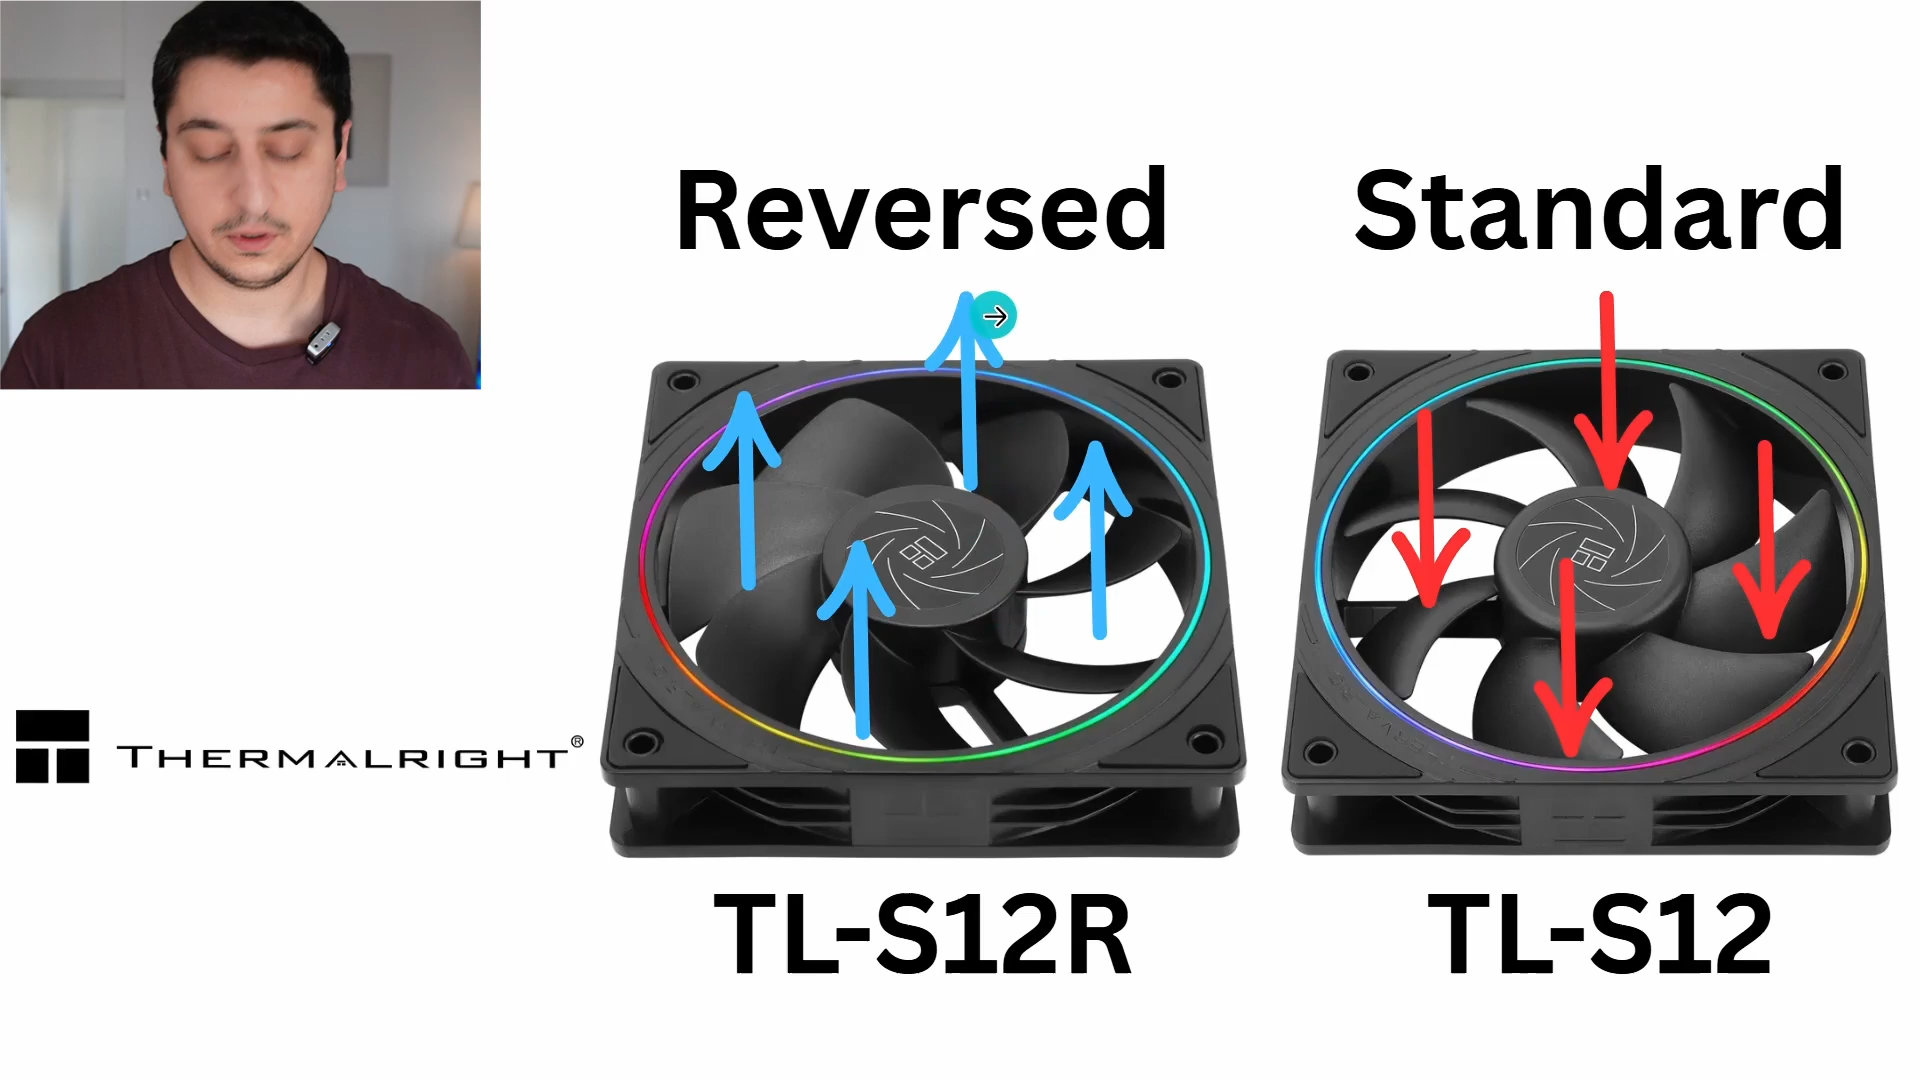 Reversed
Standard
THERMALRIGHT®
TL-S12R
TL-S12